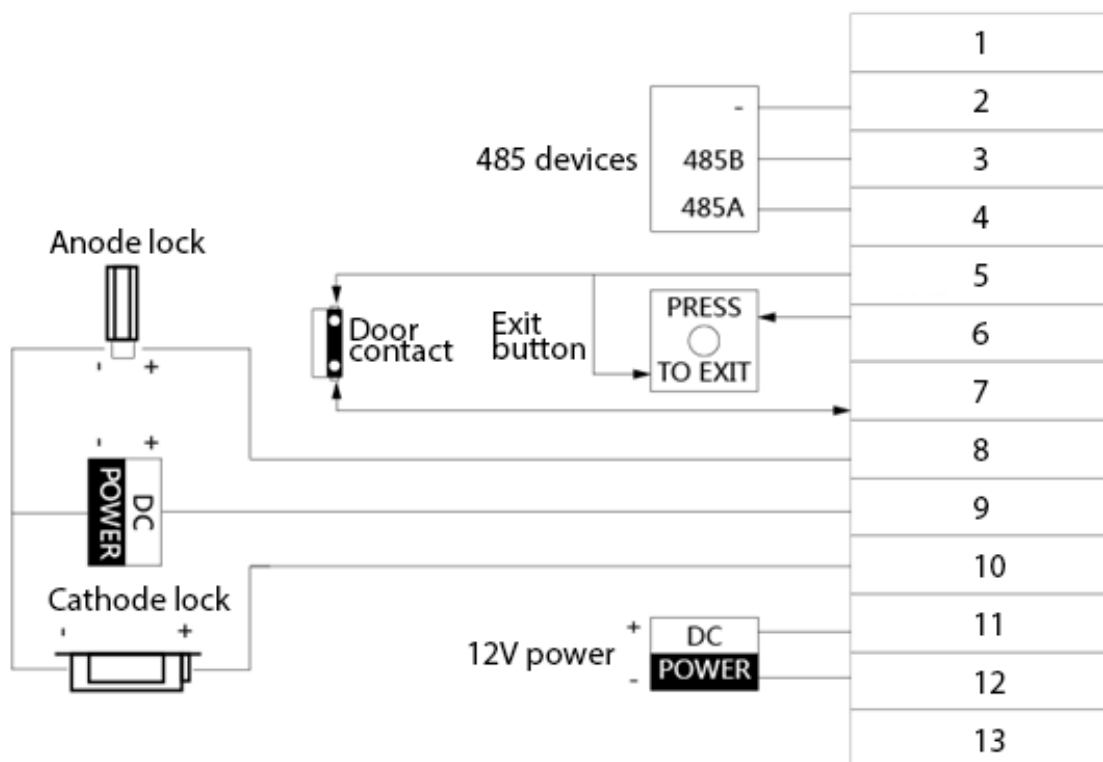 1
2
3
4
5
6
7
8
9
10
11
12
13
485 devices
-
485B
485A
Anode lock
- +
- +
DC
POWER
Cathode lock
- +
Door
contact
Exit
button
PRESS
TO EXIT
12V power
+
-
DC
POWER